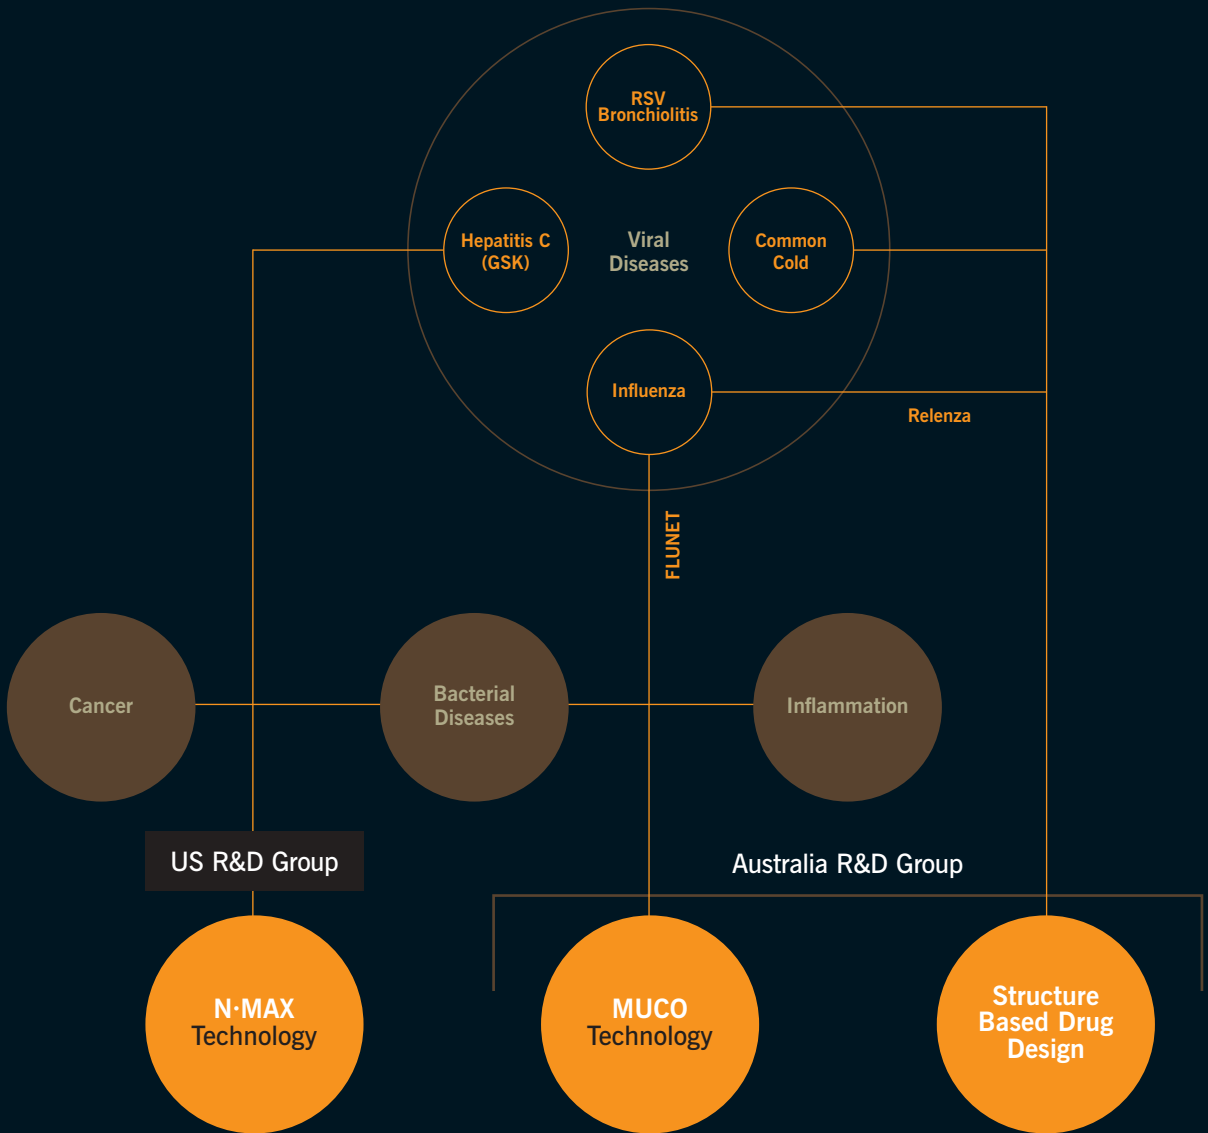 RSV
Bronchiolitis
Hepatitis C
(GSK)
Viral
Diseases
Common
Cold
Influenza
Relenza
FLUNET
Cancer
Bacterial
Diseases
Inflammation
US R&D Group
Australia R&D Group
N·MAX
Technology
MUCO
Technology
Structure
Based Drug
Design